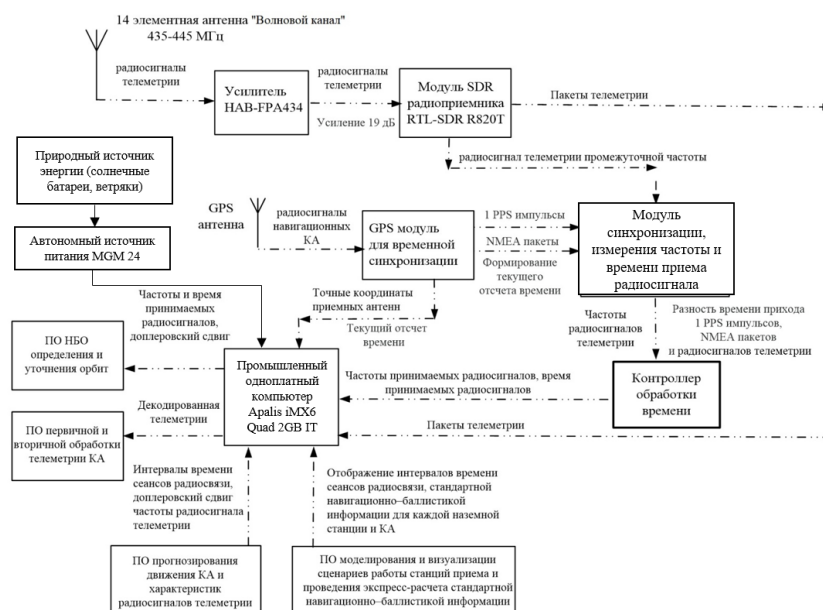 14 элементная антенна "Волновой канал"
435-445 МГц
радиосигналы
телеметрии
Усилитель
HAB-FPA434
радиосигналы
телеметрии
Усиление 19 дБ
Модуль SDR
радиоприемника
RTL-SDR R820T
Пакеты телеметрии
радиосигнал телеметрии промежуточной частоты
Природный источник
энергии (солнечные
батареи, ветряки)
Автономный источник
питания MGM 24
GPS
антенна
радиосигналы
навигационных
КА
GPS модуль
для временной
синхронизации
1 PPS импульсы
NMEA пакеты
Формирование
текущего
отсчета времени
Модуль
синхронизации,
измерения частоты и
времени приема
радиосигнала
Точные координаты
приемных антенн
Текущий отсчет
времени
Частоты
радиосигналов
телеметрии
Разность времени прихода
1 PPS импульсов,
NMEA пакетов
и радиосигналов телеметрии
Частоты и время
принимаемых
радиосигналов,
доплеровский сдвиг
ПО НБО
определения и
уточнения орбит
Промышленный
одноплатный
компьютер
Apalis iMX6
Quad 2GB IT
Частоты принимаемых радиосигналов, время
принимаемых радиосигналов
Контроллер
обработки
времени
Декодированная
телеметрии
ПО первичной и
вторичной обработки
телеметрии КА
Пакеты телеметрии
Интервалы времени
сеансов радиосвязи,
доплеровский сдвиг
частоты радиосигнала
телеметрии
Отображение интервалов времени
сеансов радиосвязи, стандартной
навигационно–баллистикой
информации для каждой наземной
станции и КА
ПО прогнозирования
движения КА и
характеристик
радиосигналов телеметрии
ПО моделирования и визуализации
сценариев работы станций приема и
проведения экспресс-расчета стандартной
навигационно–баллистикой информации